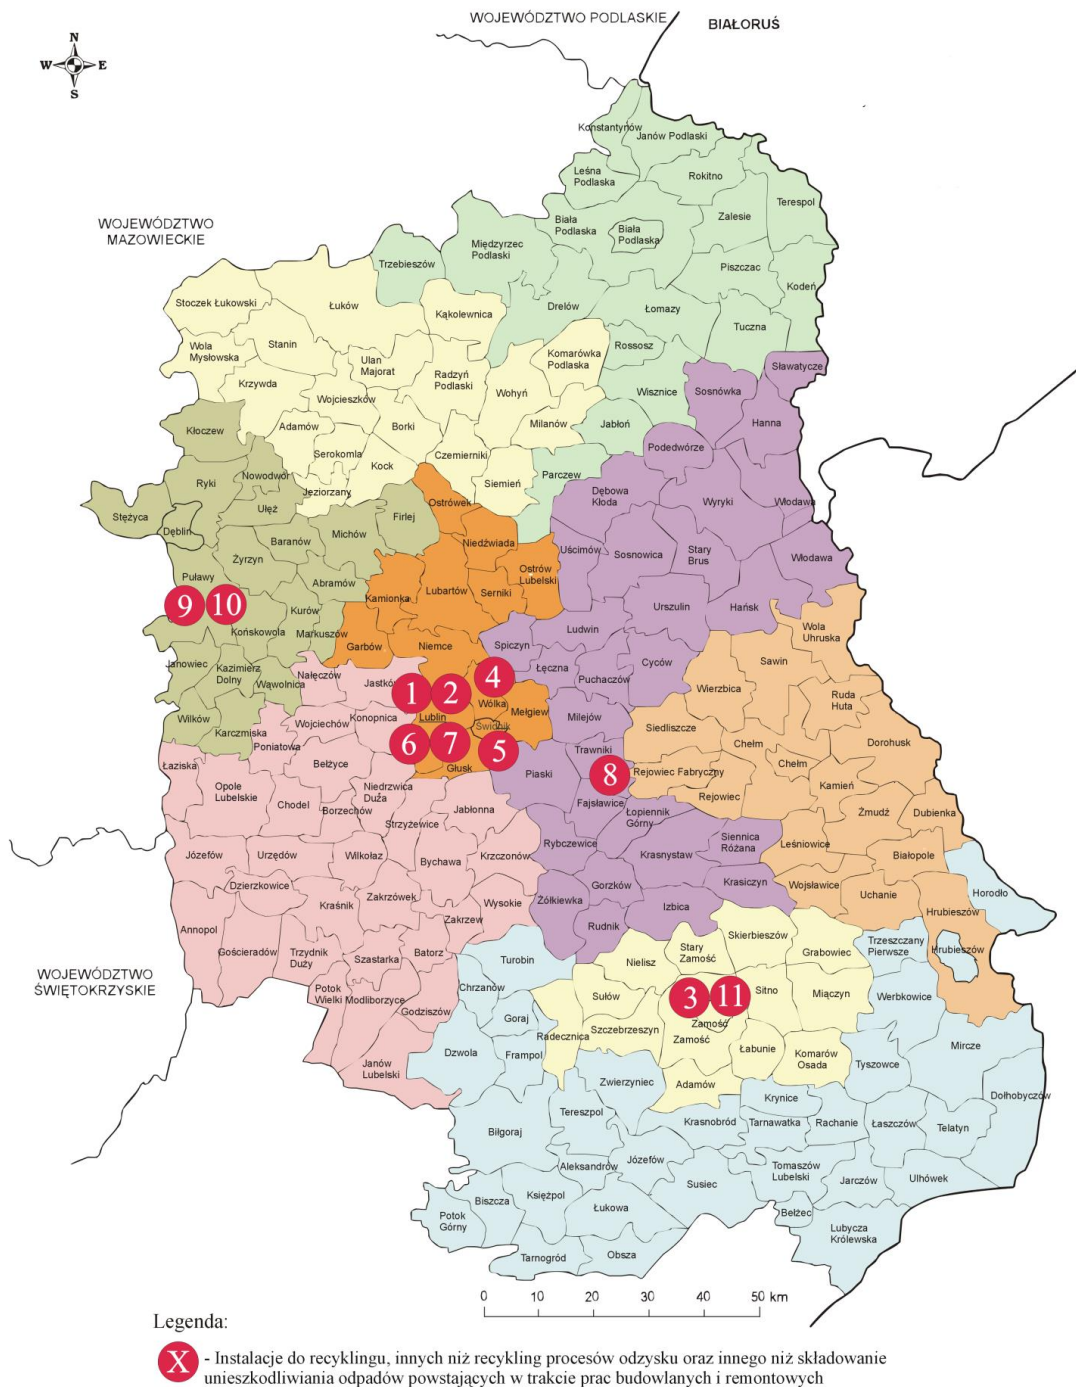 WOJEWÓDZTWO PODLASKIE
BIAŁORUŚ
N
W
E
S
Konstantynów
Janów Podlaski
Leśna
Podlaska
Rokitno
Terespol
Biała
Podlaska
Biała
Podlaska
Zalesie
WOJEWÓDZTWO
MAZOWIECKIE
Międzyrzec
Podlaski
Trzebieszów
Piszczac
Kodeń
Stoczek Łukowski
Łuków
Kąkolewnica
Drelów
Łomazy
Tuczna
Wola
Mysłowska
Stanin
Ulan
Majorat
Radzyń
Podlaski
Komarówka
Podlaska
Rossosz
Sławatycze
Krzywda
Wojcieszków
Wohyń
Wisznice
Sosnówka
Hanna
Kłoczew
Adamów
Borki
Milanów
Jabłoń
Podedwórze
Serokomla
Kock
Czemierniki
Siemień
Parczew
Ryki
Nowodwór
Jeziorzany
Ułęż
Stężyca
Dęblin
Michów
Firlej
Ostrówek
Dębowa
Kłoda
Wyryki
Włodawa
Baranów
Niedźwiada
Żyrzyn
Uścimów
Sosnowica
Stary
Brus
Włodawa
Puławy
Abramów
Kamionka
Lubartów
Serniki
Ostrów
Lubelski
9
10
Kurów
Urszulin
Hańsk
Końskowola
Markuszów
Garbów
Niemce
Spiczyn
Ludwin
Wola
Uhruska
Janowiec
Kazimierz
Dolny
Wąwolnica
Nałęczów
Jastków
Łęczna
Puchaczów
Cyców
Sawin
1
2
4
Wierzbica
Ruda
Huta
Wilków
Karczmiska
Poniatowa
Wojciechów
Konopnica
Lublin
Wólka
Mełgiew
Świdnik
Milejów
Siedliszcze
Dorohusk
6
7
5
Głusk
Trawniki
8
Chełm
Chełm
Łaziska
Bełżyce
Piaski
Rejowiec Fabryczny
Rejowiec
Kamień
Opole
Lubelskie
Chodel
Niedrzwica
Duża
Borzechów
Jabłonna
Strzyżewice
Fajsławice
Łopiennik
Górny
Żmudź
Dubienka
Józefów
Urzędów
Wilkołaz
Bychawa
Krzczonów
Rybczewice
Krasnystaw
Siennica
Różana
Leśniowice
Białopole
Dzierzkowice
Kraśnik
Zakrzówek
Wysokie
Gorzków
Krasiczyn
Wojsławice
Uchanie
Horodło
Annopol
Zakrzew
Żółkiewka
Rudnik
Izbica
Hrubieszów
Gościeradów
Trzydnik
Duży
Szastarka
Batorz
Turobin
Nielisz
Stary
Zamość
Skierbieszów
Grabowiec
Trzeszczany
Pierwsze
Hrubieszów
WOJEWÓDZTWO
ŚWIĘTOKRZYSKIE
Potok
Wielki
Modliborzyce
Godziszów
Chrzanów
Goraj
Sułów
3
11
Sitno
Miączyn
Werbkowice
Radecznica
Szczebrzeszyn
Zamość
Zamość
Łabunie
Komarów
Osada
Mircze
Janów
Lubelski
Dzwola
Frampol
Zwierzyniec
Adamów
Tyszowce
Krynice
Dołhobyczów
Biłgoraj
Tereszpol
Krasnobród
Tarnawatka
Rachanie
Łaszczów
Telatyn
Aleksandrów
Józefów
Tomaszów
Lubelski
Jarczów
Ulhówek
Biszcza
Księżpol
Susiec
Potok
Górny
Łukowa
Bełżec
Lubycza
Królewska
Tarnogród
Obsza
0 10 20 30 40 50 km
Legenda:
X - Instalacje do recyklingu, innych niż recykling procesów odzysku oraz innego niż składowanie
unieszkodliwiania odpadów powstających w trakcie prac budowlanych i remontowych